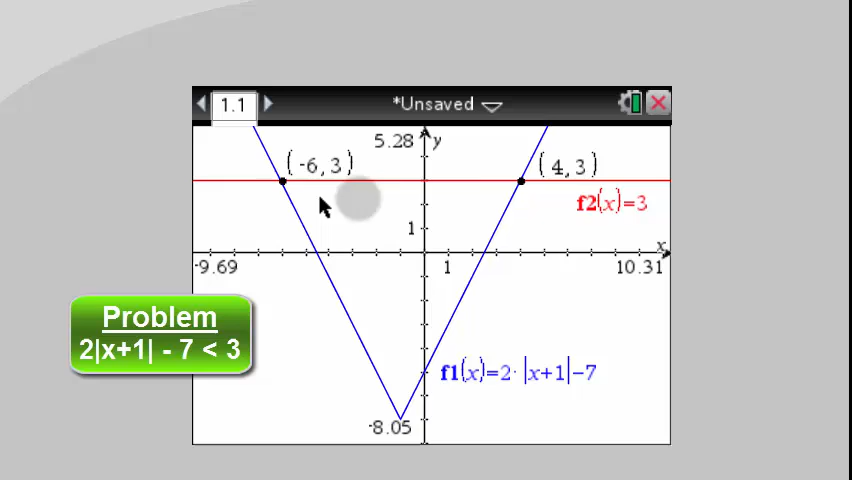 1.1
*Unsaved
5.28
y
(-6,3)
(4,3)
f2(x)=3
1
x
-9.69
1
10.31
Problem
2|x+1| - 7 < 3
f1(x)=2·|x+1|-7
-8.05